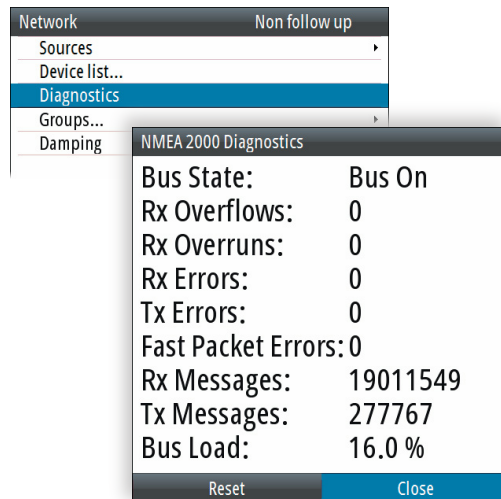 Network Non follow up
Sources
Device list...
Diagnostics
Groups...
Damping
NMEA 2000 Diagnostics
Bus State: Bus On
Rx Overflows: 0
Rx Overruns: 0
Rx Errors: 0
Tx Errors: 0
Fast Packet Errors: 0
Rx Messages: 19011549
Tx Messages: 277767
Bus Load: 16.0 %
Reset Close